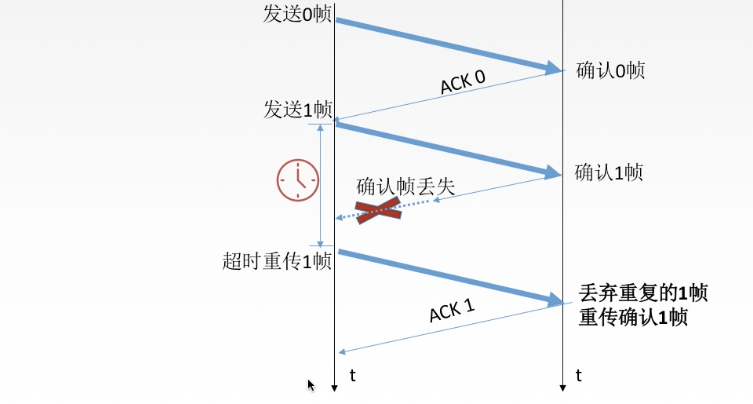 发送0帧
确认0帧
ACK 0
发送1帧
确认1帧
确认帧丢失
超时重传1帧
丢弃重复的1帧
重传确认1帧
ACK 1
t
t